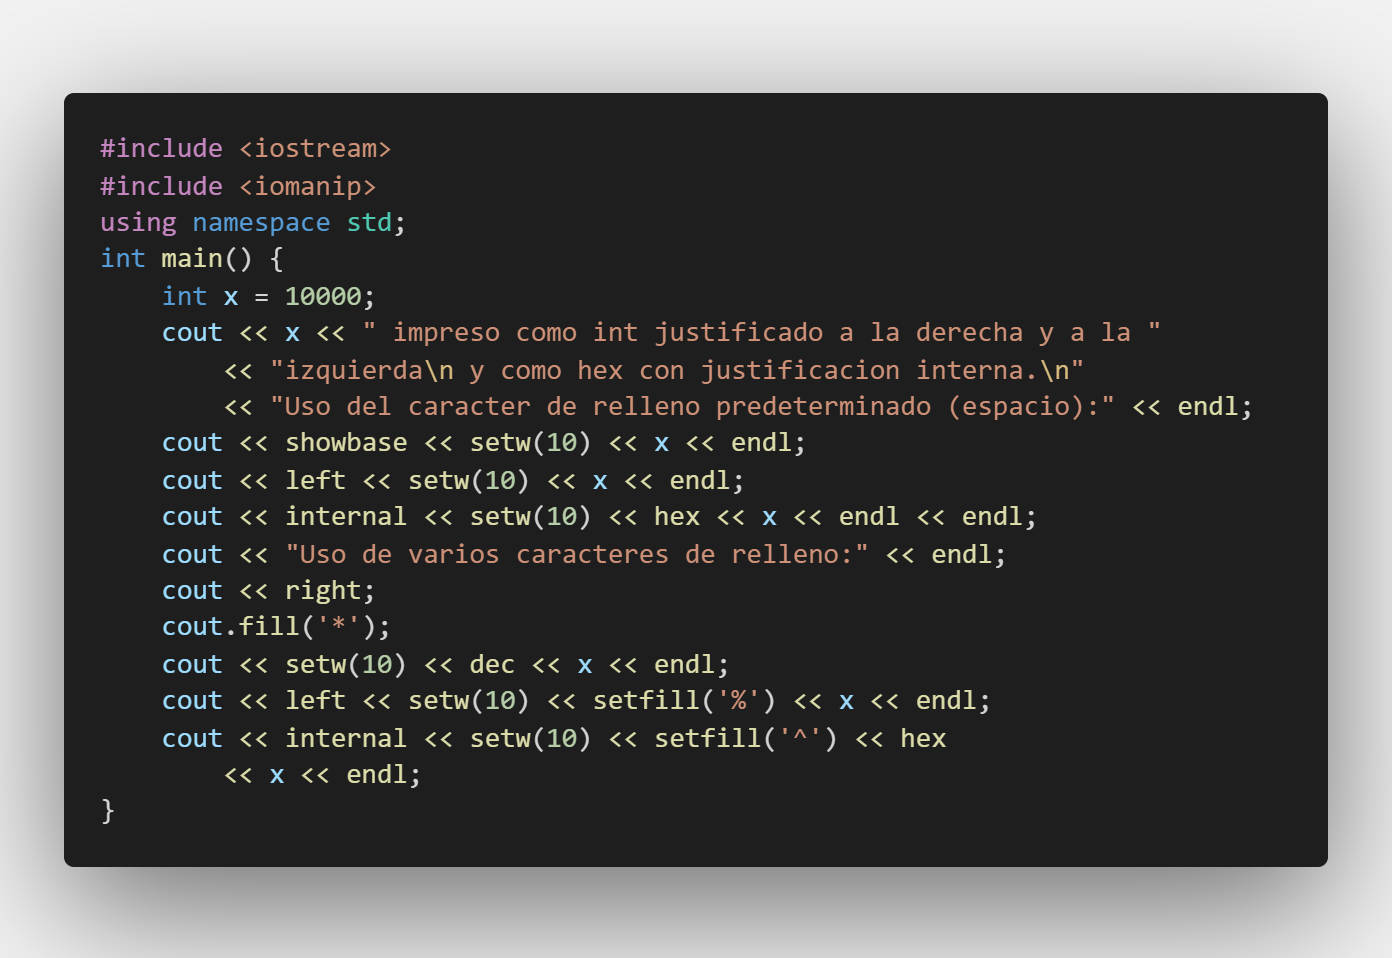 #include <iostream>
#include <iomanip>
using namespace std;
int main() {
    int x = 10000;
    cout << x << " impreso como int justificado a la derecha y a la "
        << "izquierda\n y como hex con justificacion interna.\n"
        << "Uso del caracter de relleno predeterminado (espacio):" << endl;
    cout << showbase << setw(10) << x << endl;
    cout << left << setw(10) << x << endl;
    cout << internal << setw(10) << hex << x << endl << endl;
    cout << "Uso de varios caracteres de relleno:" << endl;
    cout << right;
    cout.fill('*');
    cout << setw(10) << dec << x << endl;
    cout << left << setw(10) << setfill('%') << x << endl;
    cout << internal << setw(10) << setfill('^') << hex
        << x << endl;
}